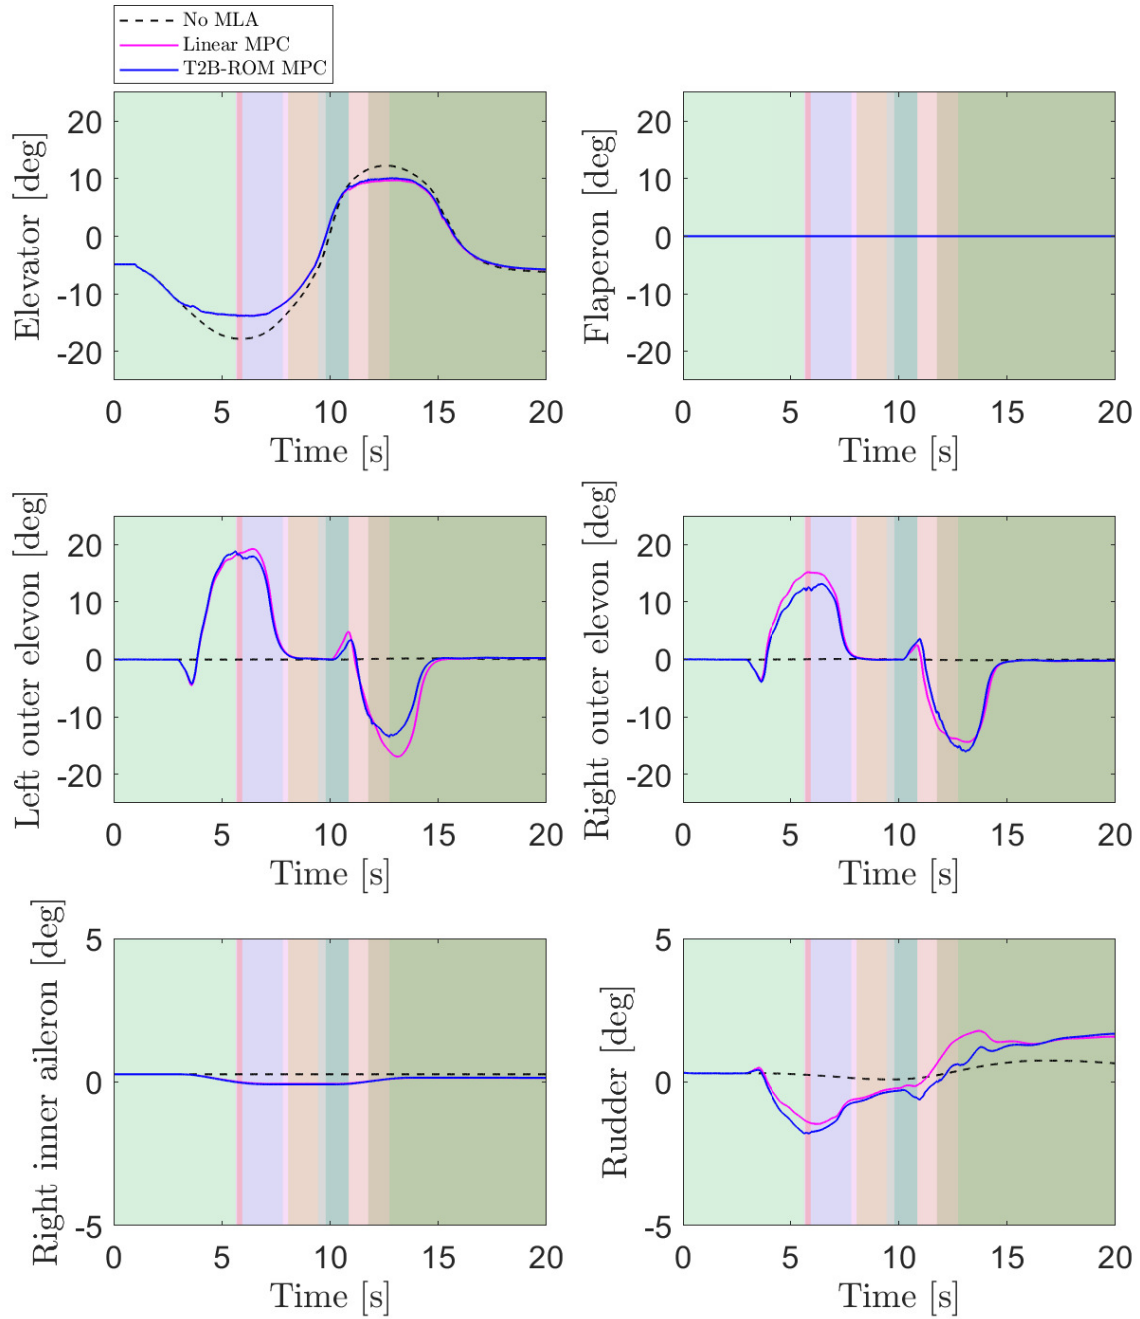 No MLA
Linear MPC
T2B-ROM MPC
Elevator [deg]
20
10
0
-10
-20
0 5 10 15 20
Time [s]
Flaperon [deg]
20
10
0
-10
-20
0 5 10 15 20
Time [s]
Left outer elevon [deg]
20
10
0
-10
-20
0 5 10 15 20
Time [s]
Right outer elevon [deg]
20
10
0
-10
-20
0 5 10 15 20
Time [s]
Right inner aileron [deg]
5
0
-5
0 5 10 15 20
Time [s]
Rudder [deg]
5
0
-5
0 5 10 15 20
Time [s]